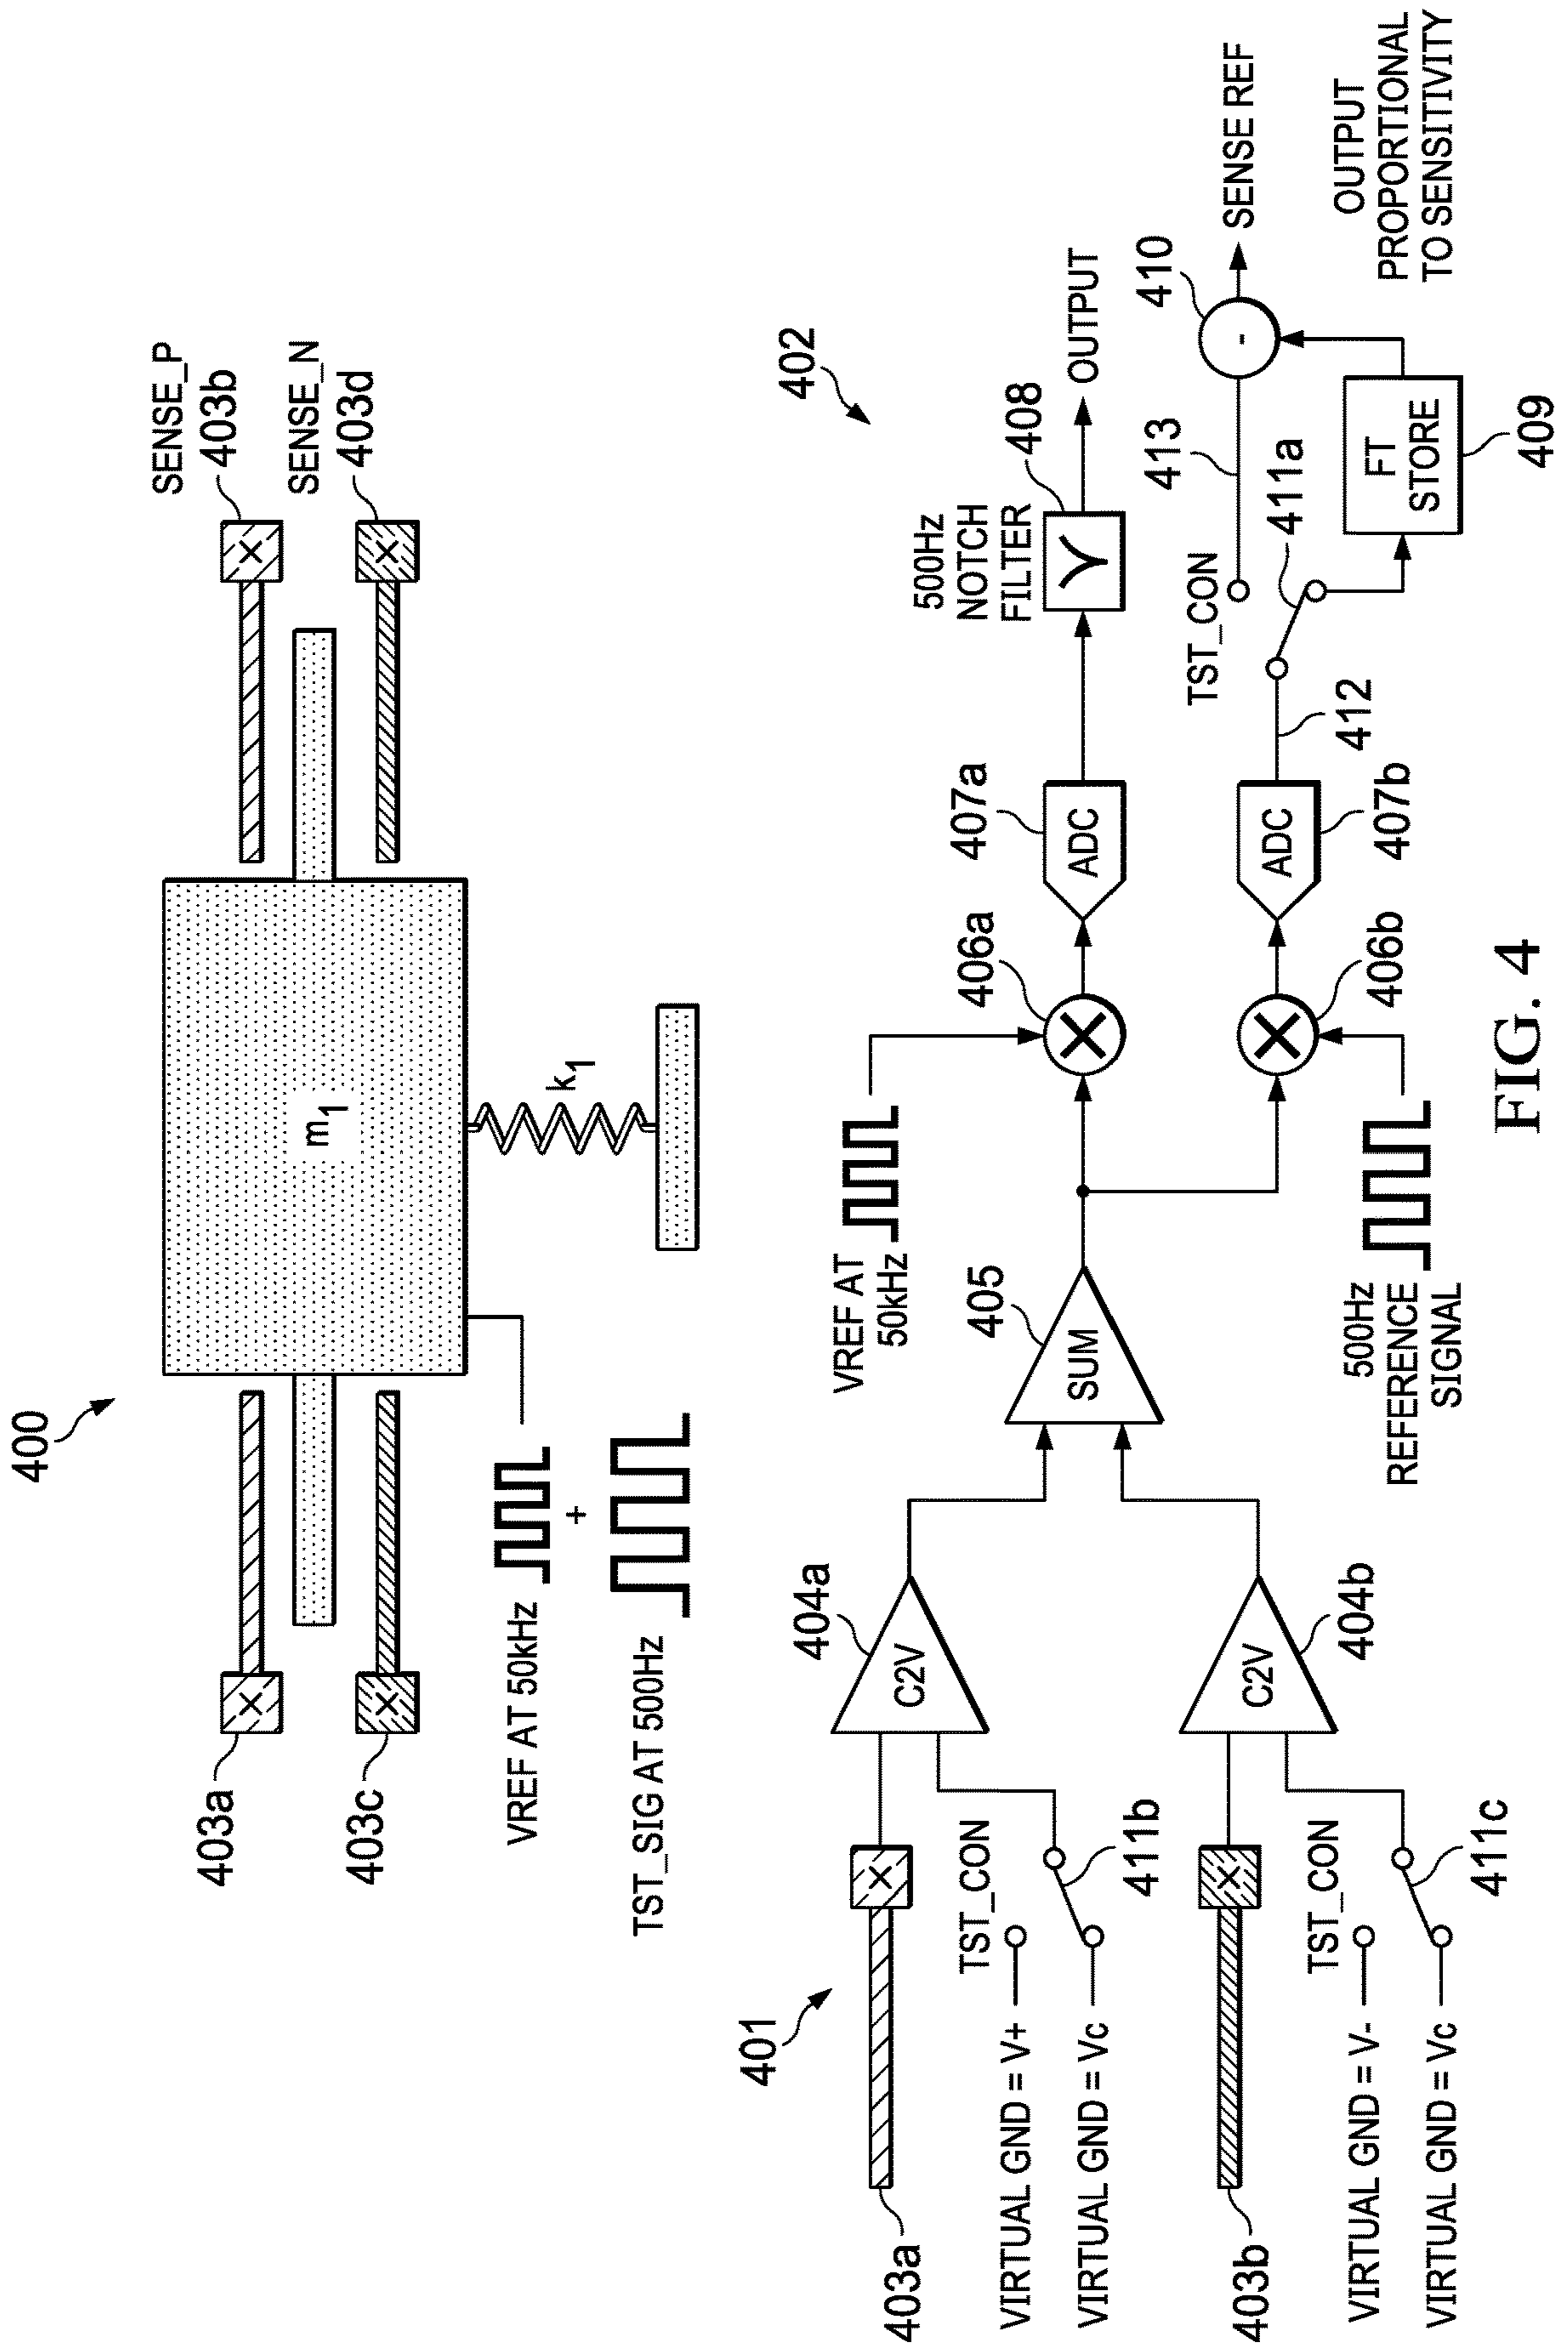 400
SENSE_P
403b
SENSE_N
403d
403a
403c
m1
k1
VREF AT 50kHz
+
TST_SIG AT 500Hz
401
402
403a
404a
C2V
TST_CON
VIRTUAL GND = V+
VIRTUAL GND = Vc
411b
403b
404b
C2V
TST_CON
VIRTUAL GND = V-
VIRTUAL GND = Vc
411c
405
SUM
VREF AT
50kHz
406a
407a
ADC
500Hz
NOTCH
FILTER
408
OUTPUT
500Hz
REFERENCE
SIGNAL
406b
407b
ADC
412
TST_CON
411a
413
410
-
SENSE REF
FT
STORE
409
OUTPUT
PROPORTIONAL
TO SENSITIVITY
FIG. 4